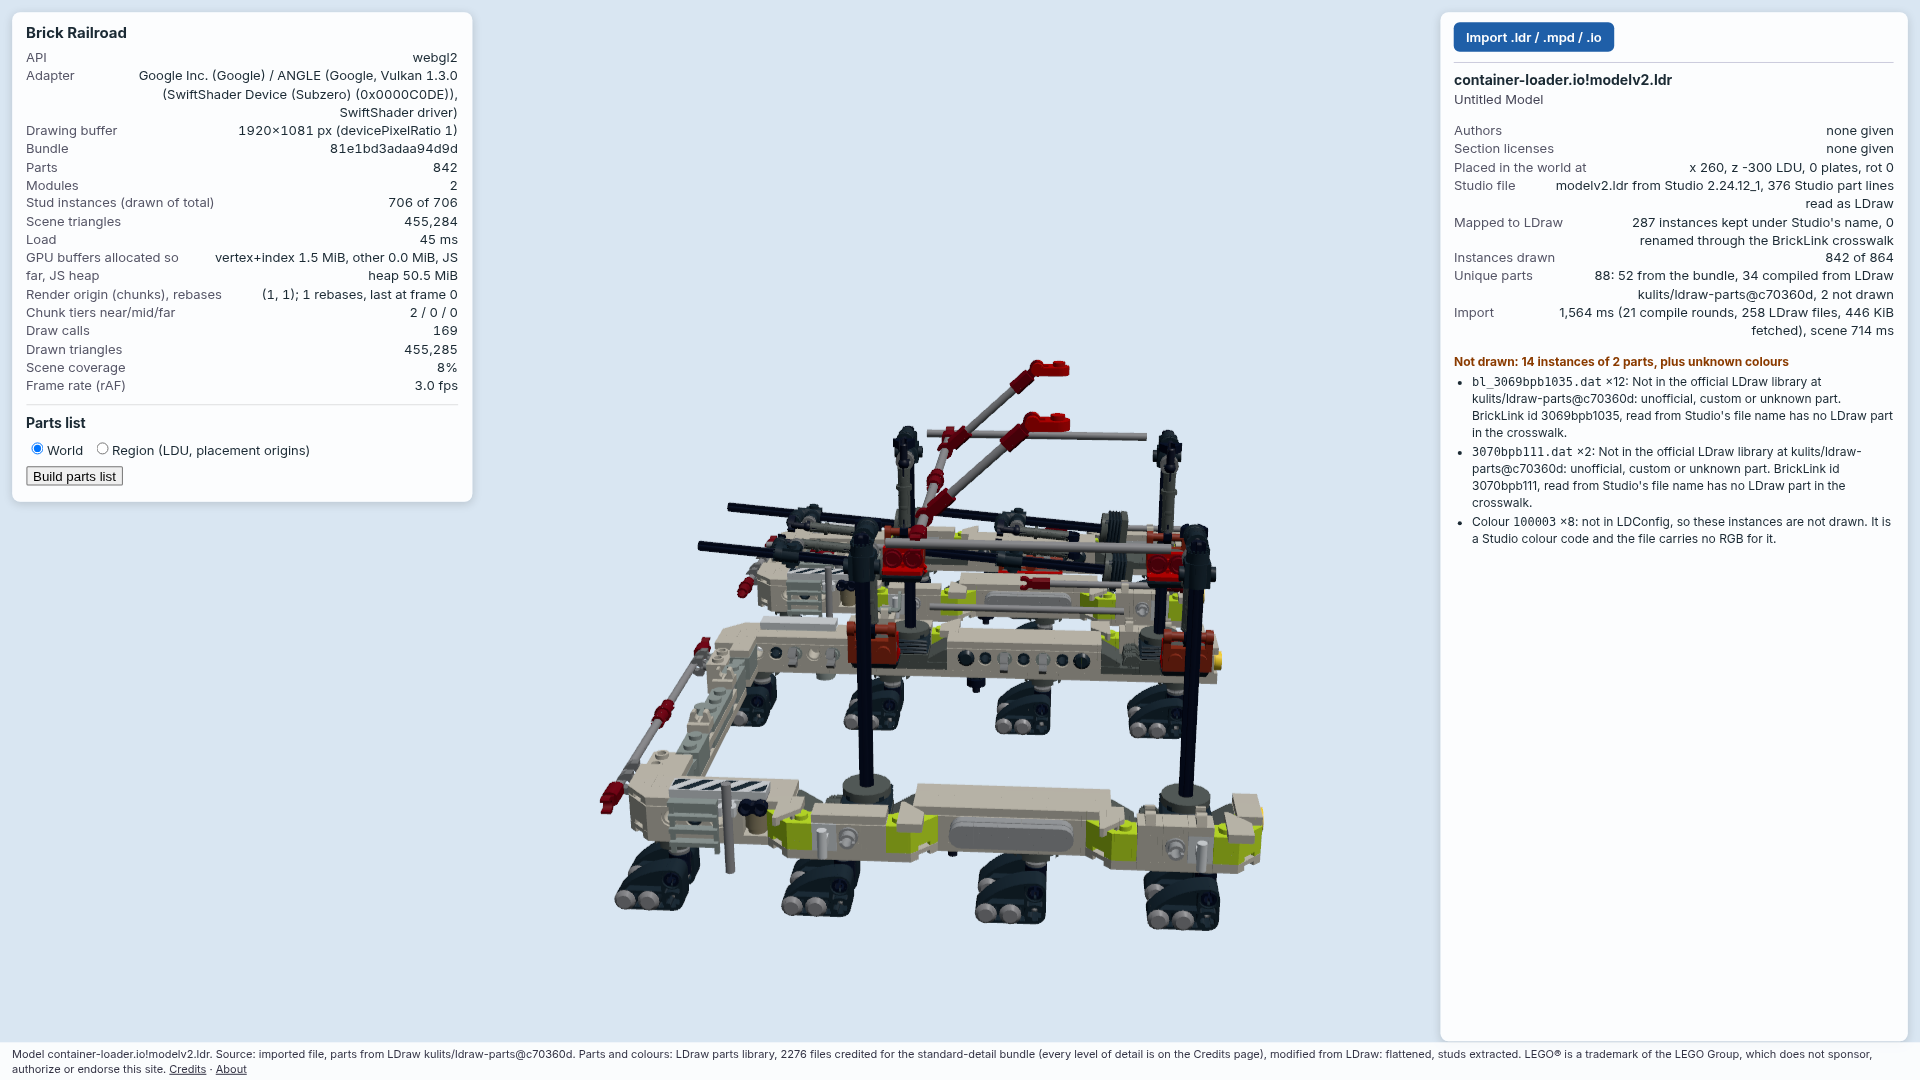 Brick Railroad
API webgl2
Adapter Google Inc. (Google) / ANGLE (Google, Vulkan 1.3.0
(SwiftShader Device (Subzero) (0x0000C0DE)),
SwiftShader driver)
Drawing buffer 1920×1081 px (devicePixelRatio 1)
Bundle 81e1bd3adaa94d9d
Parts 842
Modules 2
Stud instances (drawn of total) 706 of 706
Scene triangles 455,284
Load 45 ms
GPU buffers allocated so vertex+index 1.5 MiB, other 0.0 MiB, JS
far, JS heap heap 50.5 MiB
Render origin (chunks), rebases (1, 1); 1 rebases, last at frame 0
Chunk tiers near/mid/far 2 / 0 / 0
Draw calls 169
Drawn triangles 455,285
Scene coverage 8%
Frame rate (rAF) 3.0 fps
Parts list
World Region (LDU, placement origins)
Build parts list
Import .ldr / .mpd / .io
container-loader.io!modelv2.ldr
Untitled Model
Authors none given
Section licenses none given
Placed in the world at x 260, z -300 LDU, 0 plates, rot 0
Studio file modelv2.ldr from Studio 2.24.12_1, 376 Studio part lines
read as LDraw
Mapped to LDraw 287 instances kept under Studio's name, 0
renamed through the BrickLink crosswalk
Instances drawn 842 of 864
Unique parts 88: 52 from the bundle, 34 compiled from LDraw
kulits/ldraw-parts@c70360d, 2 not drawn
Import 1,564 ms (21 compile rounds, 258 LDraw files, 446 KiB
fetched), scene 714 ms
Not drawn: 14 instances of 2 parts, plus unknown colours
• bl_3069bpb1035.dat ×12: Not in the official LDraw library at
kulits/ldraw-parts@c70360d: unofficial, custom or unknown part.
BrickLink id 3069bpb1035, read from Studio's file name has no LDraw part
in the crosswalk.
• 3070bpb111.dat ×2: Not in the official LDraw library at kulits/ldraw-
parts@c70360d: unofficial, custom or unknown part. BrickLink id
3070bpb111, read from Studio's file name has no LDraw part in the
crosswalk.
• Colour 100003 ×8: not in LDConfig, so these instances are not drawn. It is
a Studio colour code and the file carries no RGB for it.
Model container-loader.io!modelv2.ldr. Source: imported file, parts from LDraw kulits/ldraw-parts@c70360d. Parts and colours: LDraw parts library, 2276 files credited for the standard-detail bundle (every level of detail is on the Credits page), modified from LDraw: flattened, studs extracted. LEGO® is a trademark of the LEGO Group, which does not sponsor,
authorize or endorse this site. Credits · About